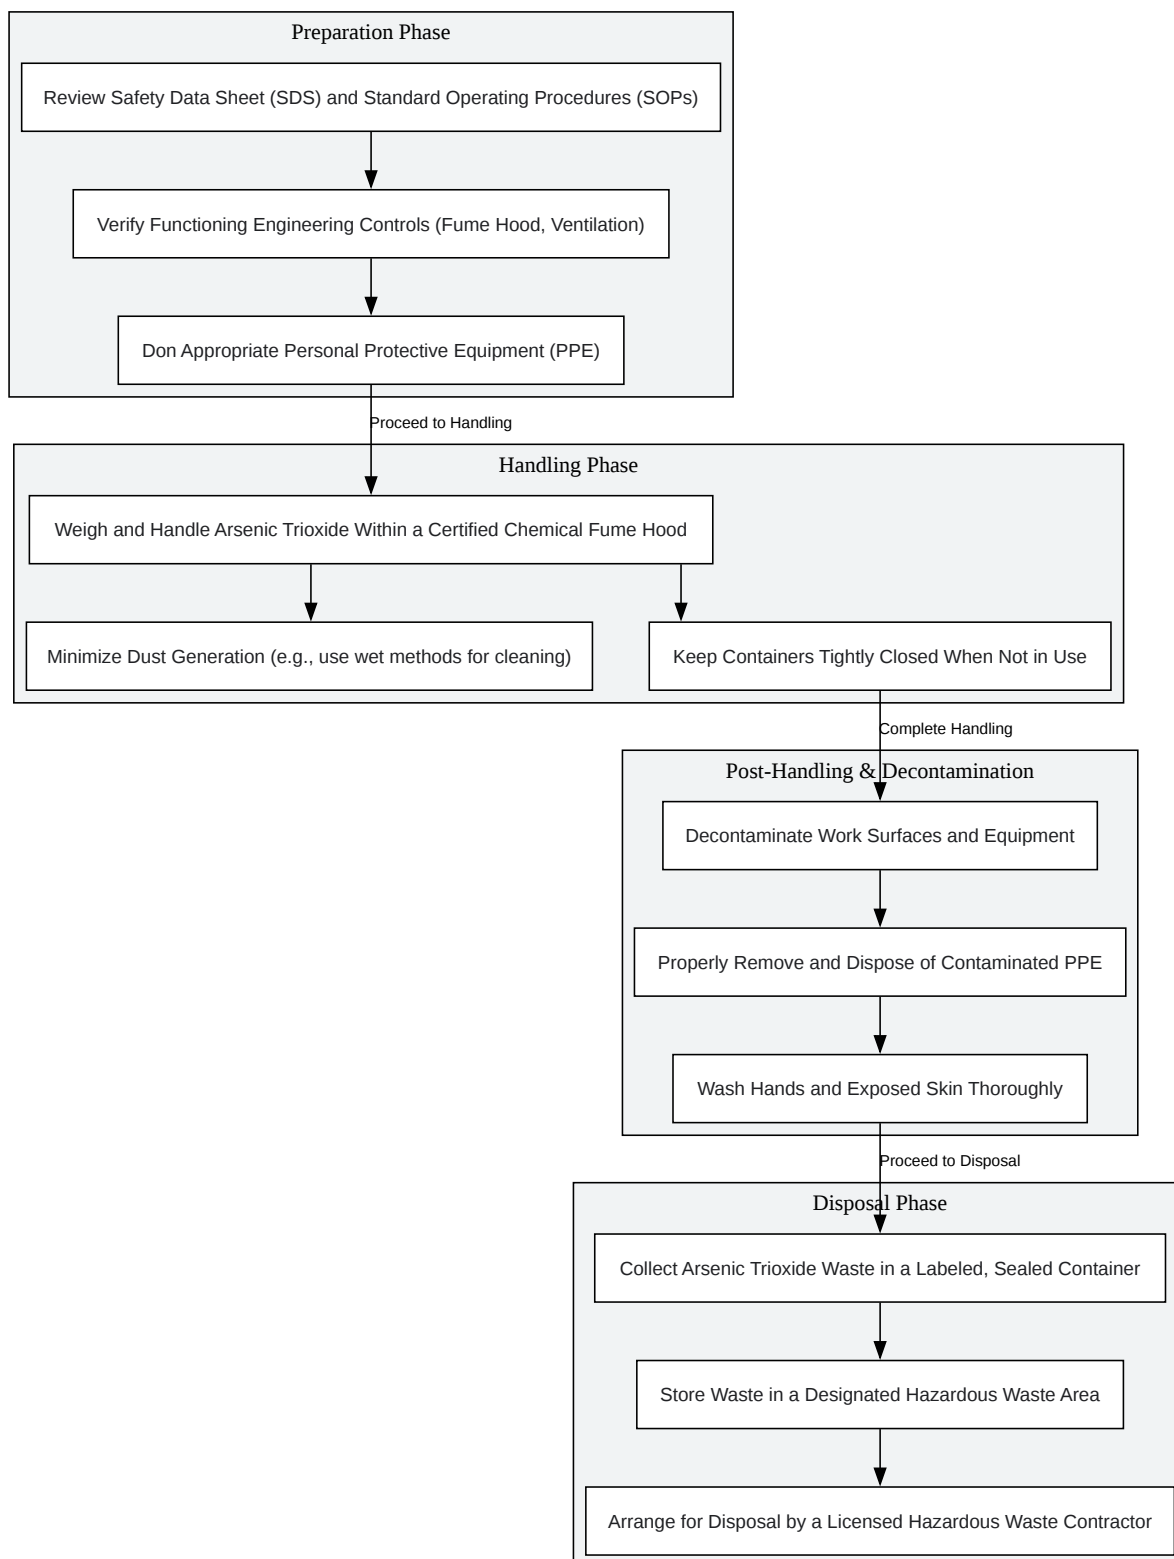 Preparation Phase
Review Safety Data Sheet (SDS) and Standard Operating Procedures (SOPs)
Verify Functioning Engineering Controls (Fume Hood, Ventilation)
Don Appropriate Personal Protective Equipment (PPE)
Proceed to Handling
Handling Phase
Weigh and Handle Arsenic Trioxide Within a Certified Chemical Fume Hood
Minimize Dust Generation (e.g., use wet methods for cleaning)
Keep Containers Tightly Closed When Not in Use
Complete Handling
Post-Handling & Decontamination
Decontaminate Work Surfaces and Equipment
Properly Remove and Dispose of Contaminated PPE
Wash Hands and Exposed Skin Thoroughly
Proceed to Disposal
Disposal Phase
Collect Arsenic Trioxide Waste in a Labeled, Sealed Container
Store Waste in a Designated Hazardous Waste Area
Arrange for Disposal by a Licensed Hazardous Waste Contractor